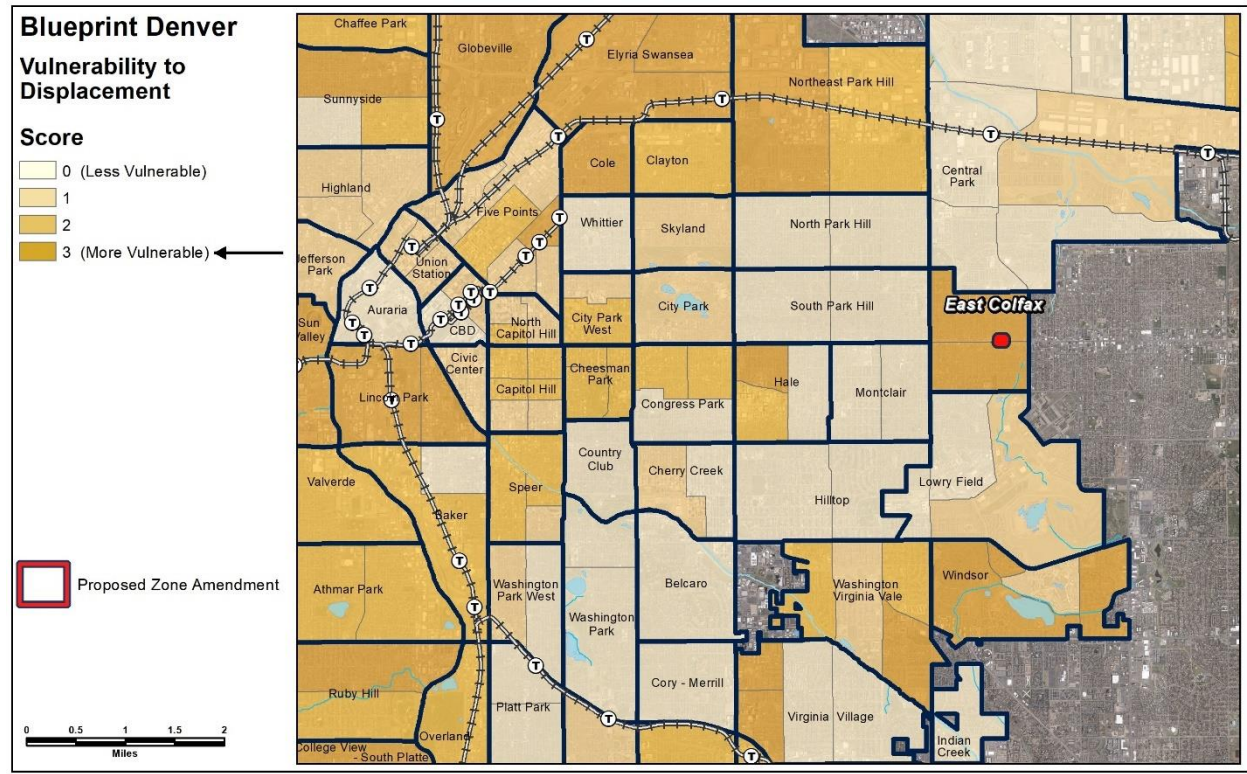 Blueprint Denver
Vulnerability to
Displacement
Score
0 (Less Vulnerable)
1
2
3 (More Vulnerable)
Proposed Zone Amendment
0 0.5 1 1.5 2
Miles
Chaffee Park
Globeville
Elyria Swansea
Northeast Park Hill
Sunnyside
T
T
T
T
T
T
Cole
Clayton
Central
Park
Highland
Five Points
Whittier
Skyland
North Park Hill
T
T
T
T
Jefferson
Park
Union
Station
East Colfax
Auraria
T
T
T
T
T
T
T
T
T
T
CBD
North
Capitol Hill
City Park
West
City Park
South Park Hill
Sun
Valley
T
Civic
Center
Lincoln Park
T
Capitol Hill
Cheesman
Park
Congress Park
Hale
Montclair
Country
Club
Cherry Creek
Hilltop
Lowry Field
Valverde
Speer
Baker
T
Athmar Park
Washington
Park West
Washington
Park
Belcaro
Washington
Virginia Vale
Windsor
T
T
Ruby Hill
Platt Park
Cory - Merrill
Virginia Village
T
Overland
T
Indian
Creek
College View
- South Platte